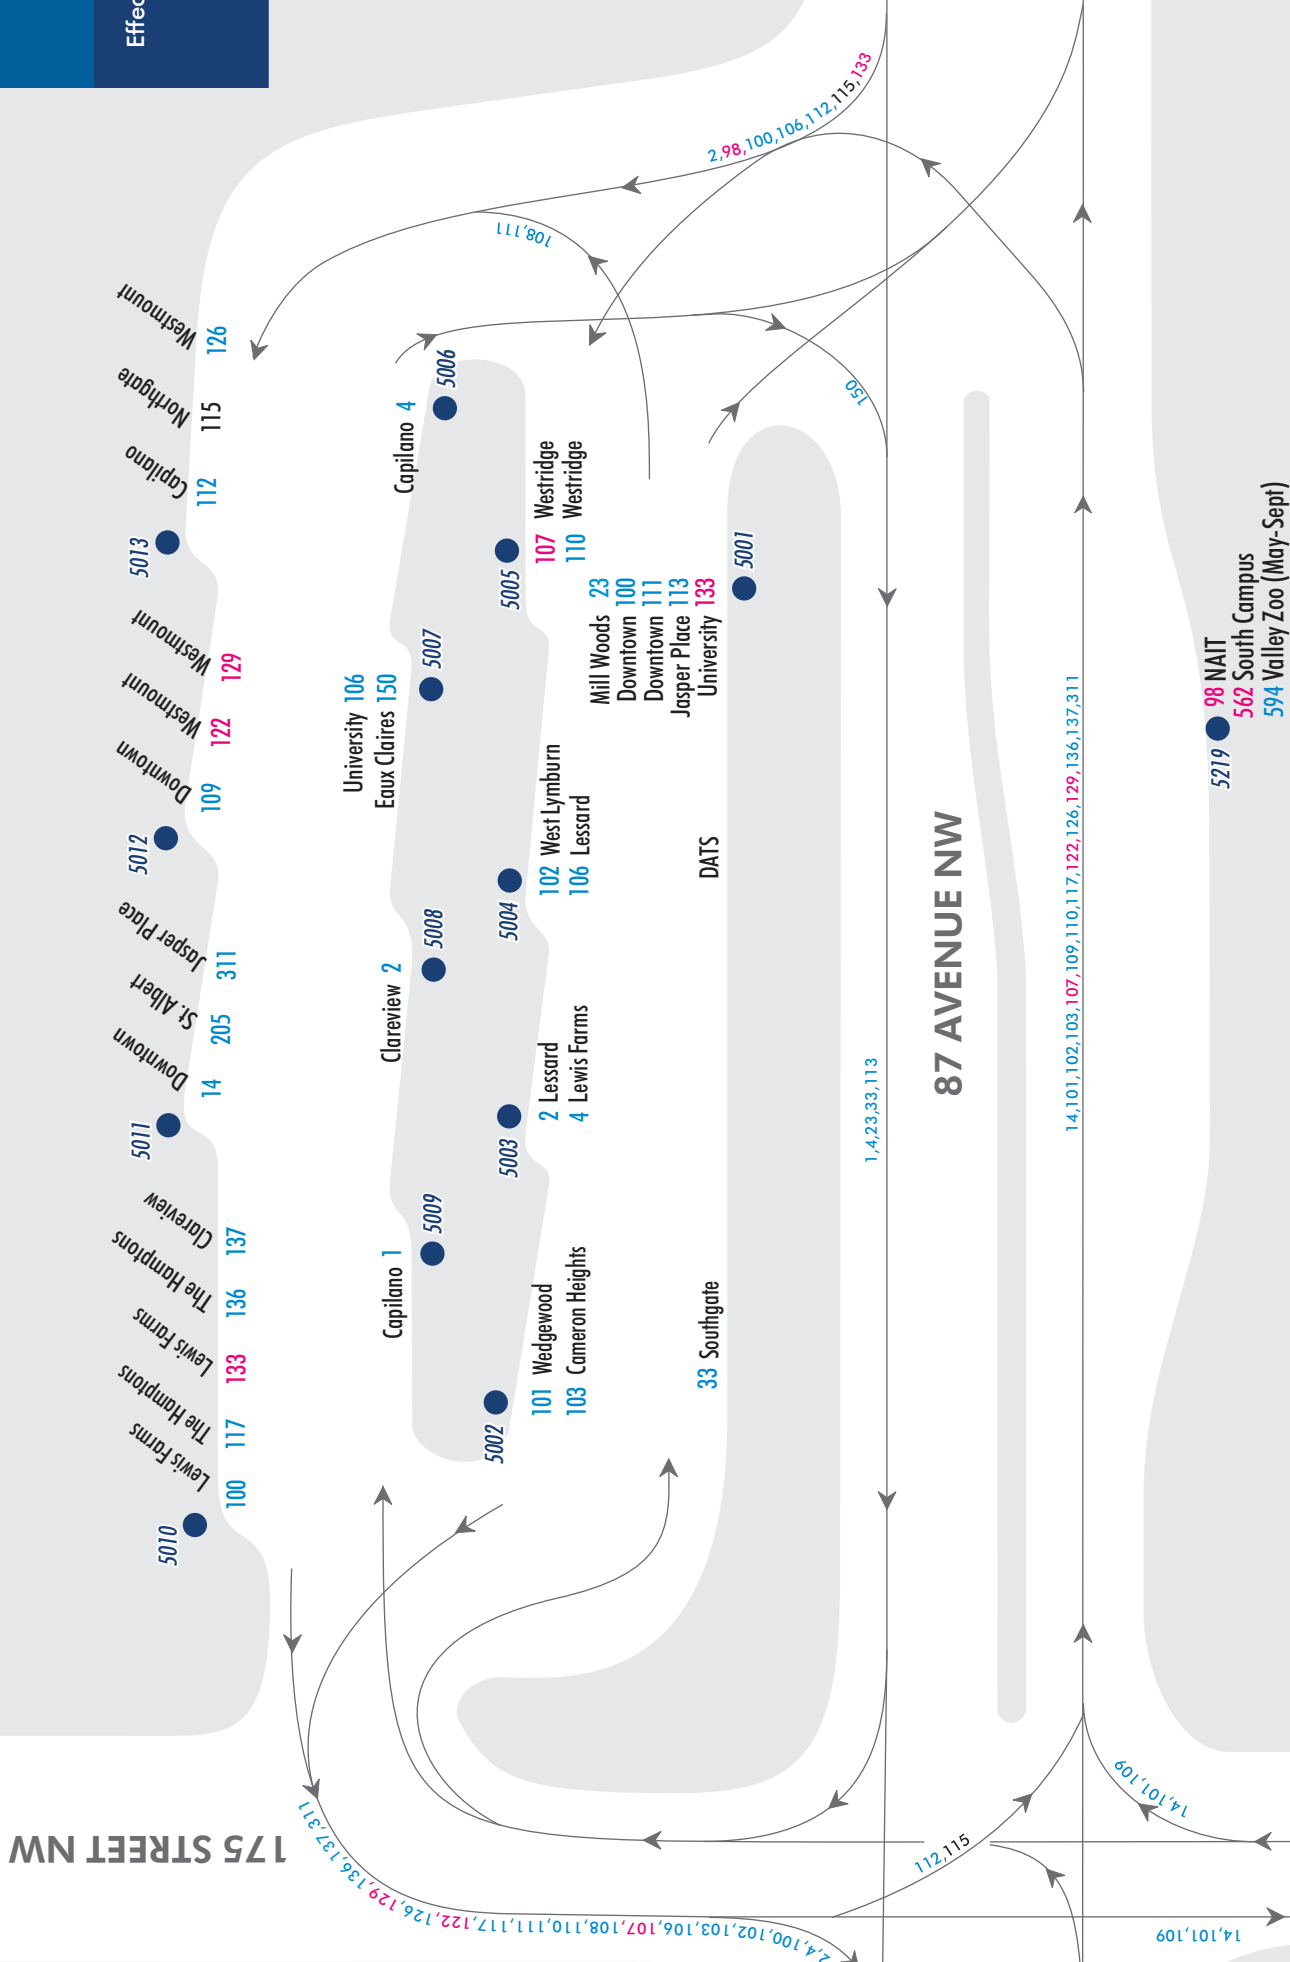 Effec
2,98,100,106,112,115,133
108,111
Westmount
126
Northgate
115
Capilano
112
5013
Westmount
129
Westmount
122
Downtown
109
5012
Jasper Place
311
St. Albert
205
Downtown
14
5011
Clareview
137
The Hamptons
136
Lewis Farms
133
The Hamptons
117
Lewis Farms
100
5010
Capilano 4
5006
107 Westridge
110 Westridge
5005
University 106
Eaux Claires 150
5007
Mill Woods 23
Downtown 100
Downtown 111
Jasper Place 113
University 133
5001
150
102 West Lymburn
106 Lessard
5004
Clareview 2
5008
DATS
2 Lessard
4 Lewis Farms
5003
Capilano 1
5009
101 Wedgewood
103 Cameron Heights
5002
33 Southgate
1,4,23,33,113
87 AVENUE NW
14,101,102,103,107,109,110,117,122,126,129,136,137,311
5219
98 NAIT
562 South Campus
594 Valley Zoo (May-Sept)
175 STREET NW
2,4,100,102,103,106,107,108,110,111,117,122,126,129,136,137,311
112,115
14,101,109
14,101,109